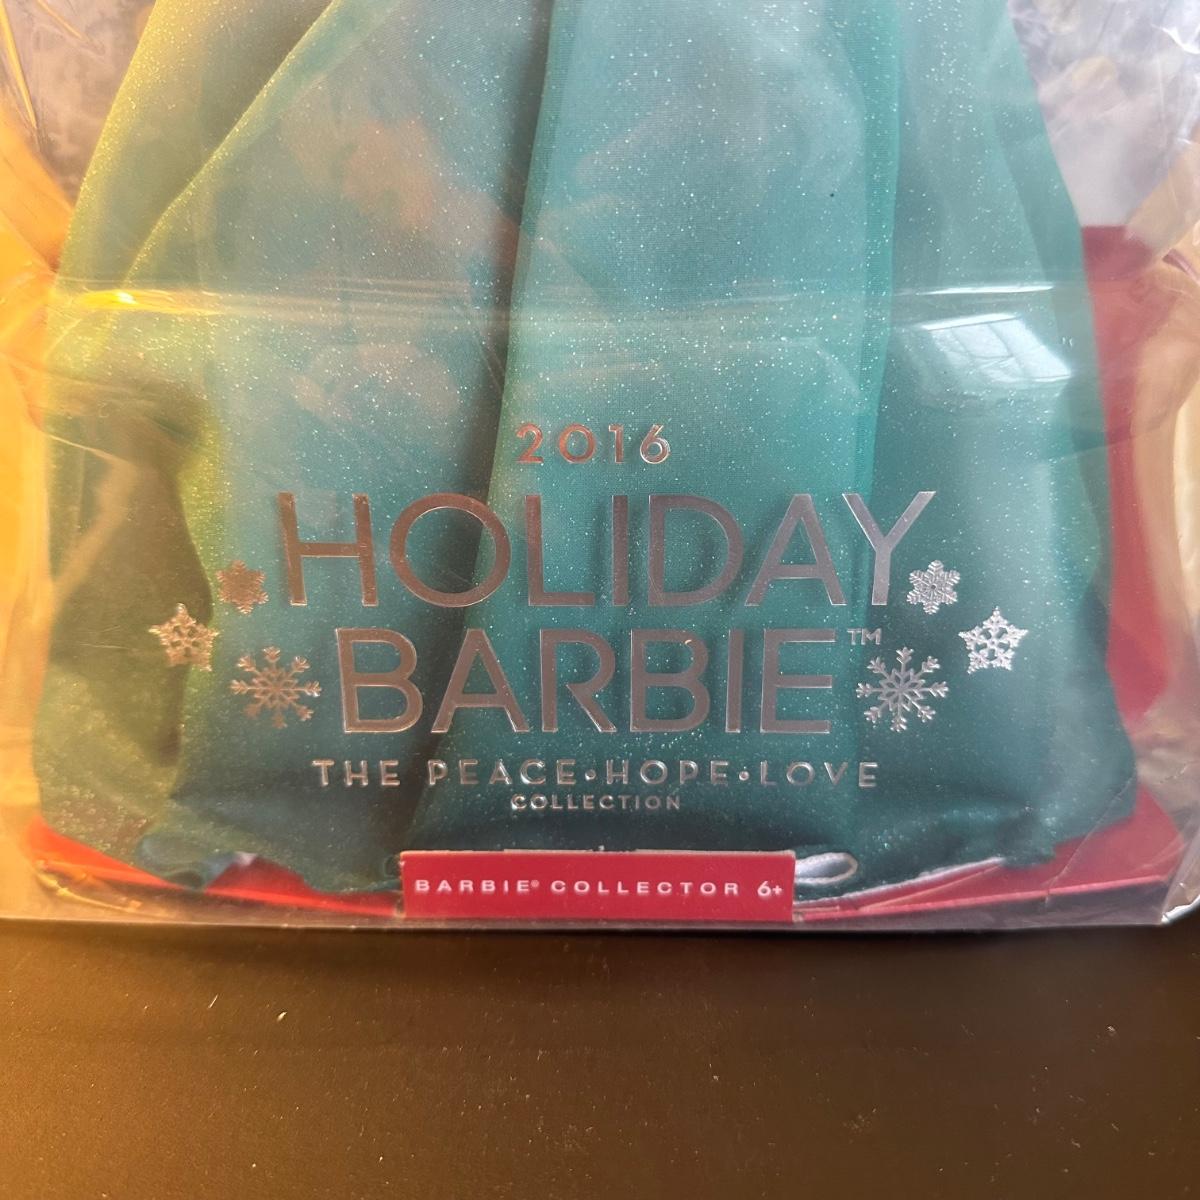 2016
HOLIDAY
BARBIE™
THE PEACE•HOPE•LOVE
COLLECTION
BARBIE® COLLECTOR 6+